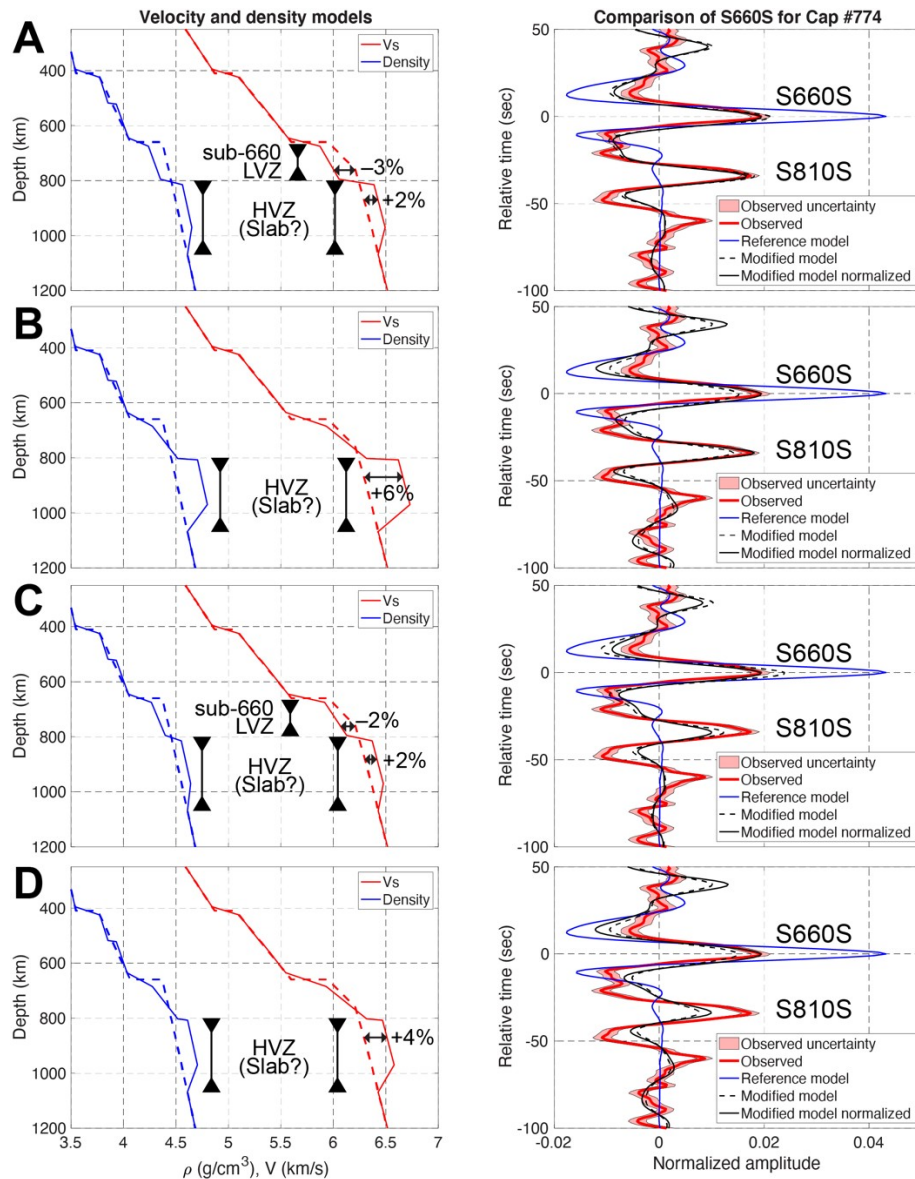 Velocity and density models
Comparison of S660S for Cap #774
A
Vs
Density
400
600
800
1000
1200
Depth (km)
sub-660
LVZ
−3%
+2%
HVZ
(Slab?)
50
0
-50
-100
Relative time (sec)
S660S
S810S
Observed uncertainty
Observed
Reference model
Modified model
Modified model normalized
B
Vs
Density
400
600
800
1000
1200
Depth (km)
HVZ
(Slab?)
+6%
50
0
-50
-100
Relative time (sec)
S660S
S810S
Observed uncertainty
Observed
Reference model
Modified model
Modified model normalized
C
Vs
Density
400
600
800
1000
1200
Depth (km)
sub-660
LVZ
−2%
+2%
HVZ
(Slab?)
50
0
-50
-100
Relative time (sec)
S660S
S810S
Observed uncertainty
Observed
Reference model
Modified model
Modified model normalized
D
Vs
Density
400
600
800
1000
1200
Depth (km)
HVZ
(Slab?)
+4%
3.5 4 4.5 5 5.5 6 6.5 7
ρ (g/cm³), V (km/s)
50
0
-50
-100
Relative time (sec)
S660S
S810S
Observed uncertainty
Observed
Reference model
Modified model
Modified model normalized
-0.02 0 0.02 0.04
Normalized amplitude